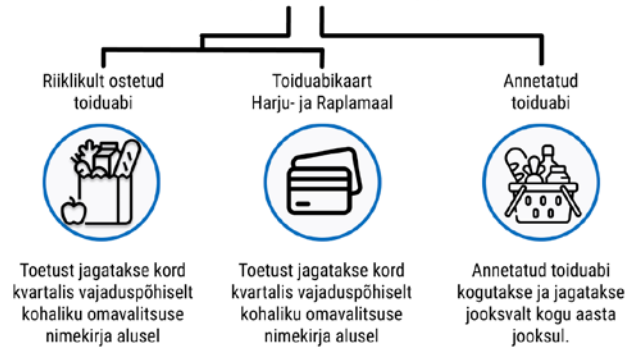 Riiklikult ostetud
toiduabi
Toiduabikaart
Harju- ja Raplamaal
Annetatud
toiduabi
Toetust jagatakse kord
kvartalis vajaduspõhiselt
kohaliku omavalitsuse
nimekirja alusel
Toetust jagatakse kord
kvartalis vajaduspõhiselt
kohaliku omavalitsuse
nimekirja alusel
Annetatud toiduabi
kogutakse ja jagatakse
jooksvalt kogu aasta
jooksul.